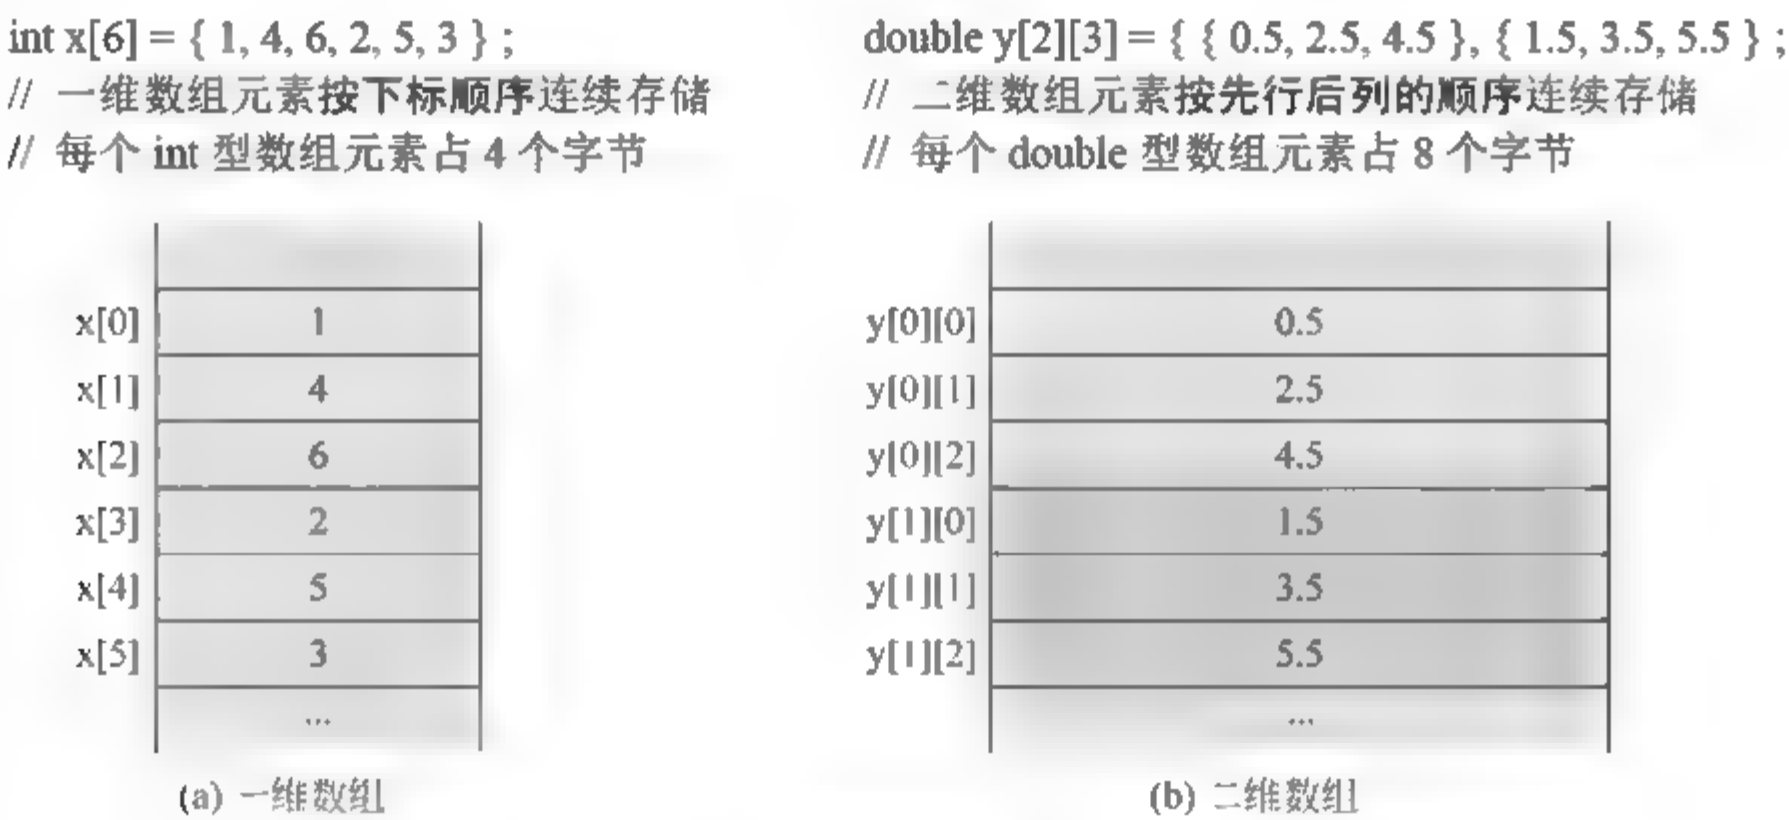 int x[6] = { 1, 4, 6, 2, 5, 3 } ;
// 一维数组元素按下标顺序连续存储
// 每个 int 型数组元素占 4 个字节
x[0] 1
x[1] 4
x[2] 6
x[3] 2
x[4] 5
x[5] 3
...
(a) 一维数组
double y[2][3] = { { 0.5, 2.5, 4.5 }, { 1.5, 3.5, 5.5 } ;
// 二维数组元素按先行后列的顺序连续存储
// 每个 double 型数组元素占 8 个字节
y[0][0] 0.5
y[0][1] 2.5
y[0][2] 4.5
y[1][0] 1.5
y[1][1] 3.5
y[1][2] 5.5
...
(b) 二维数组